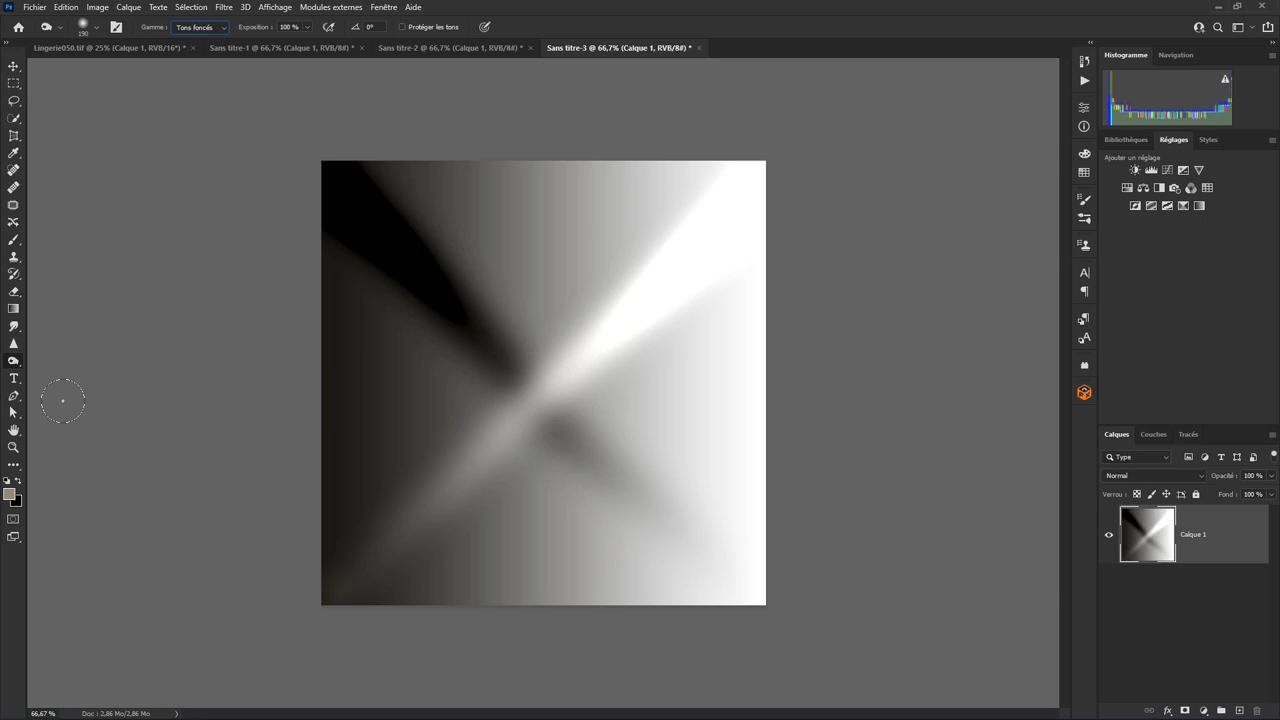 Ps Fichier Edition Image Calque Texte Sélection Filtre 3D Affichage Modules externes Fenêtre Aide
190 Gamme : Tons foncés Exposition : 100 % 0° Protéger les tons
Lingerie050.tif @ 25% (Calque 1, RVB/16*) * × Sans titre-1 @ 66,7% (Calque 1, RVB/8#) * × Sans titre-2 @ 66,7% (Calque 1, RVB/8#) * × Sans titre-3 @ 66,7% (Calque 1, RVB/8#) * ×
Histogramme Navigation
Bibliothèques Réglages Styles
Ajouter un réglage
Calques Couches Tracés
Type
Normal Opacité : 100 %
Verrou : Fond : 100 %
Calque 1
66,67 % Doc : 2,86 Mo/2,86 Mo